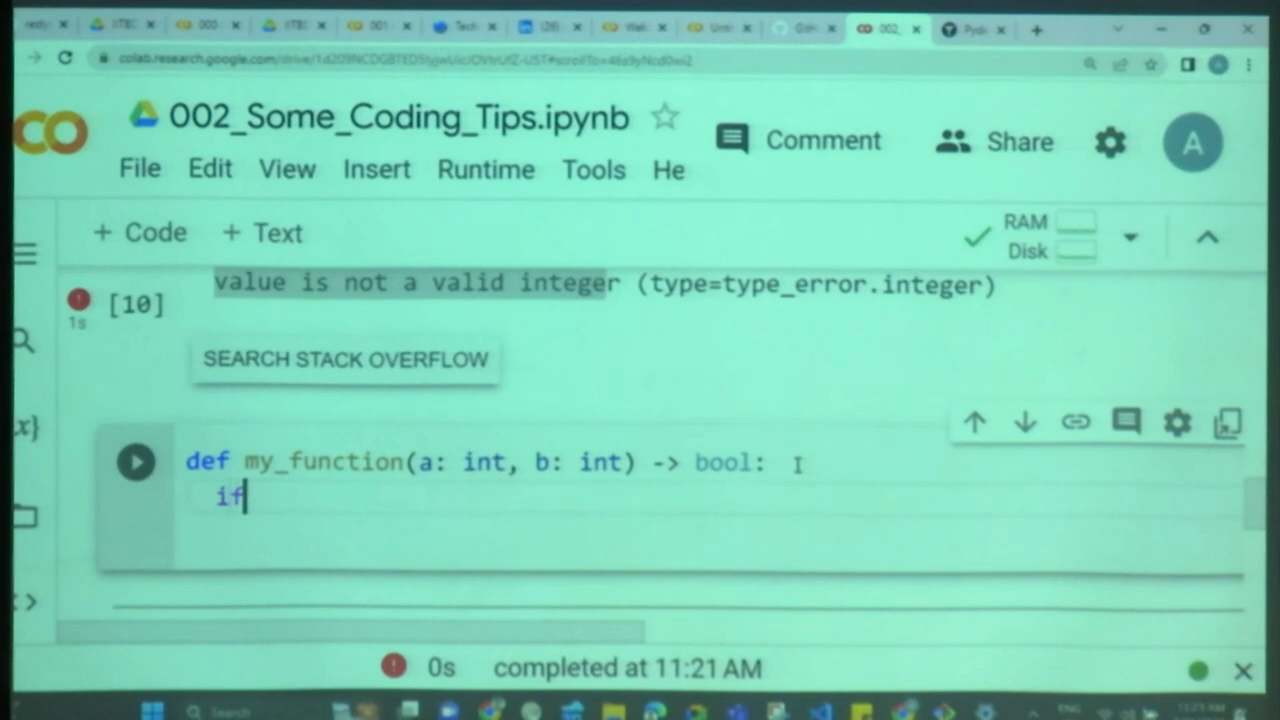 002_Some_Coding_Tips.ipynb
Comment
Share
A
File Edit View Insert Runtime Tools He
+ Code + Text
RAM
Disk
value is not a valid integer (type=type_error.integer)
[10]
1s
SEARCH STACK OVERFLOW
{x}
def my_function(a: int, b: int) -> bool:
if
0s completed at 11:21 AM
Search